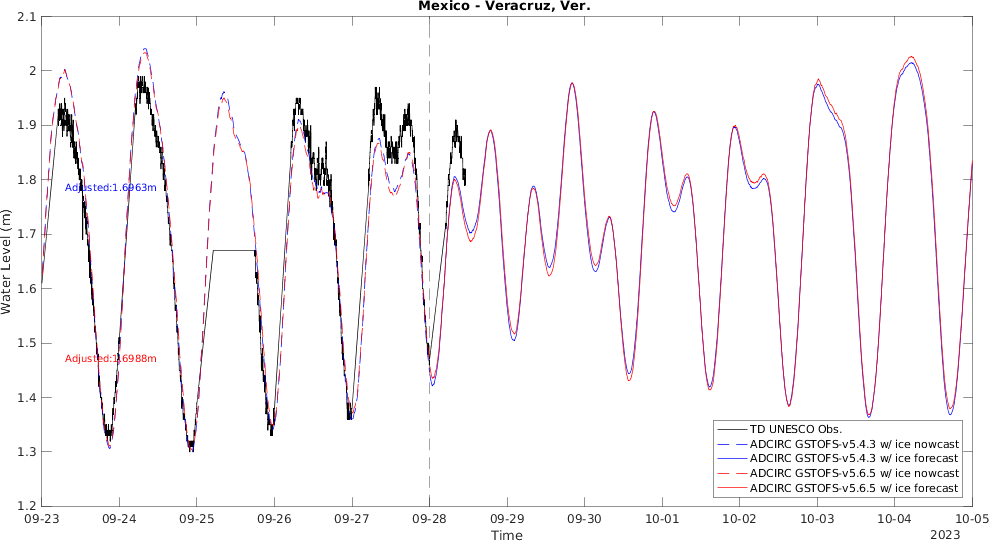 Mexico - Veracruz, Ver.
Water Level (m)
2.1
2
1.9
1.8
1.7
1.6
1.5
1.4
1.3
1.2
Adjusted:1.6963m
Adjusted:1.6988m
TD UNESCO Obs.
ADCIRC GSTOFS-v5.4.3 w/ ice nowcast
ADCIRC GSTOFS-v5.4.3 w/ ice forecast
ADCIRC GSTOFS-v5.6.5 w/ ice nowcast
ADCIRC GSTOFS-v5.6.5 w/ ice forecast
09-23 09-24 09-25 09-26 09-27 09-28 09-29 09-30 10-01 10-02 10-03 10-04 10-05
Time
2023